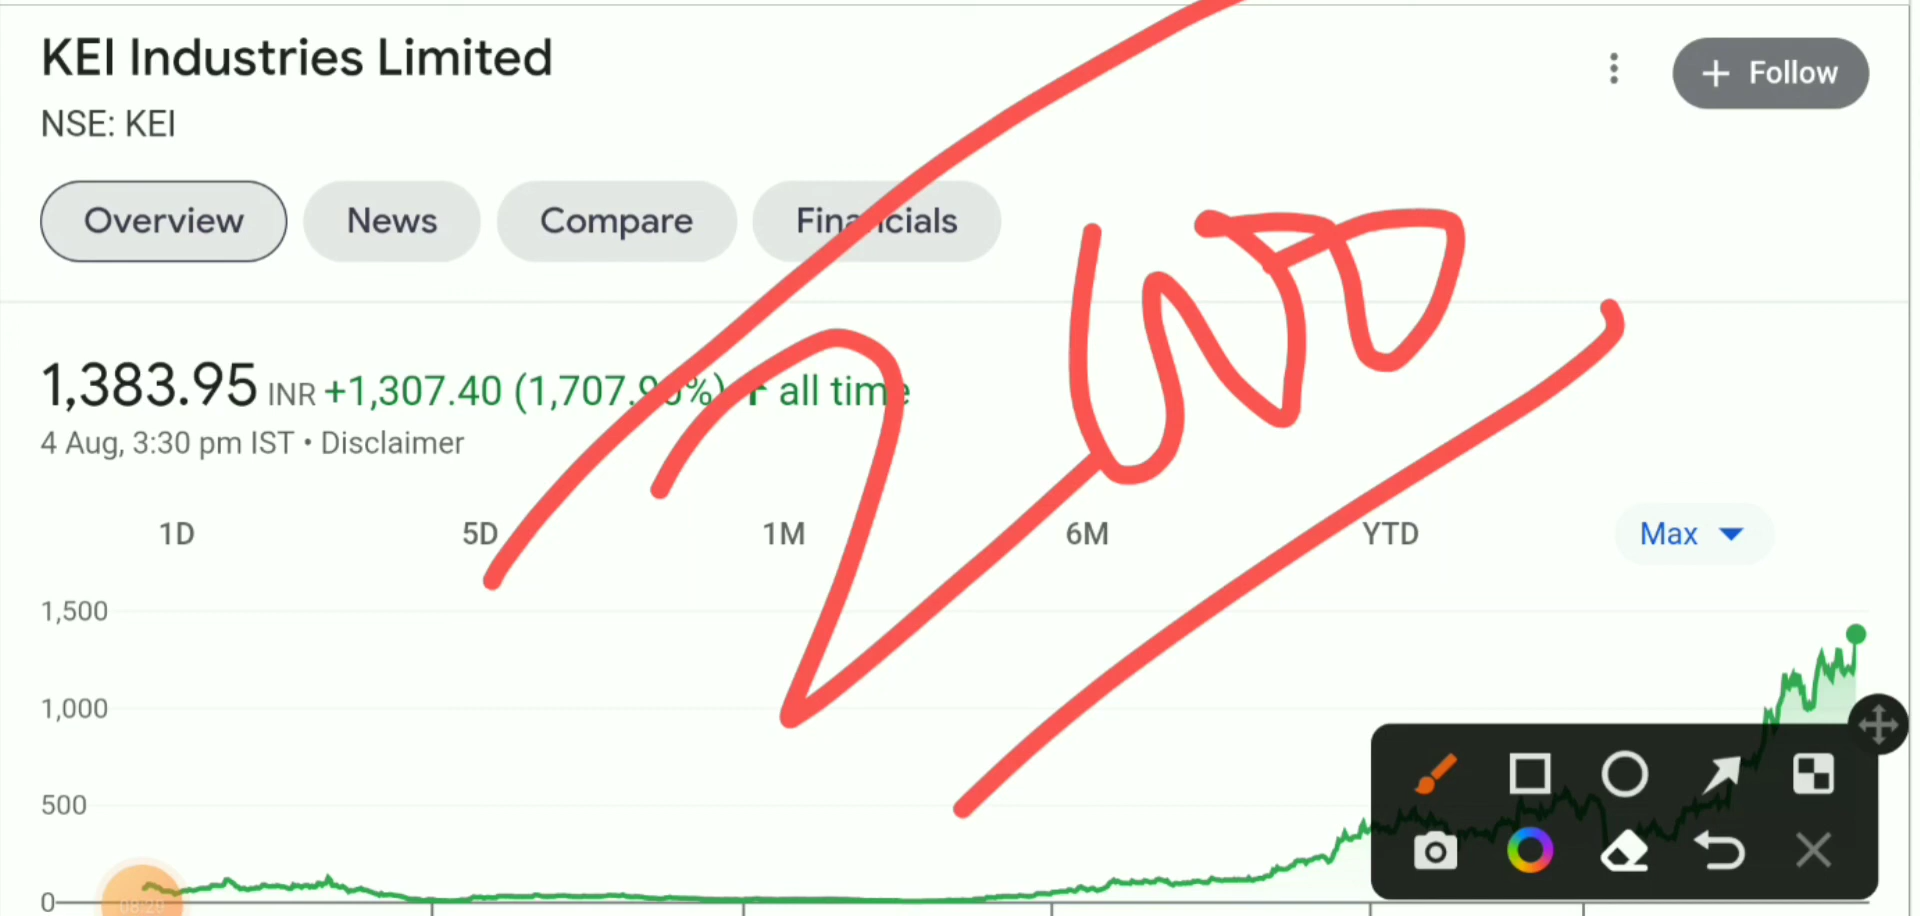 KEI Industries Limited
+ Follow
NSE: KEI
Overview News Compare Financials
1,383.95 INR +1,307.40 (1,707.90%) ↑ all time
4 Aug, 3:30 pm IST • Disclaimer
2000
1D 5D 1M 6M YTD Max
1,500
1,000
500
0